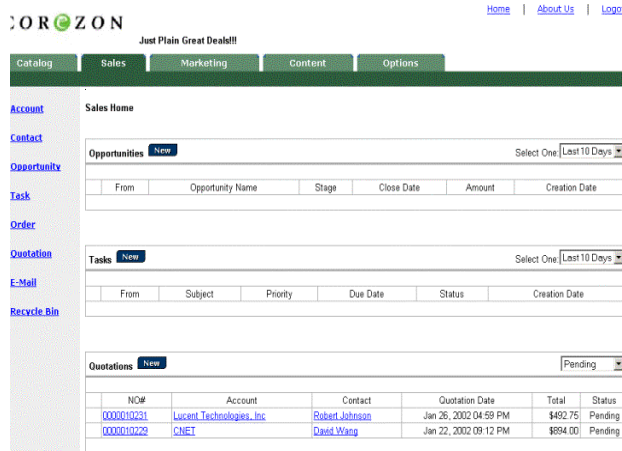 Home | About Us | Logo
COR@ZON
Just Plain Great Deals!!!
Catalog Sales Marketing Content Options
Account
Contact
Opportunity
Task
Order
Quotation
E-Mail
Recycle Bin
Sales Home
Opportunities New Select One: Last 10 Days
From Opportunity Name Stage Close Date Amount Creation Date
Tasks New Select One: Last 10 Days
From Subject Priority Due Date Status Creation Date
Quotations New Pending
NO# Account Contact Quotation Date Total Status
0000010231 Lucent Technologies, Inc Robert Johnson Jan 26, 2002 04:59 PM $492.75 Pending
0000010229 CNET David Wang Jan 22, 2002 09:12 PM $894.00 Pending